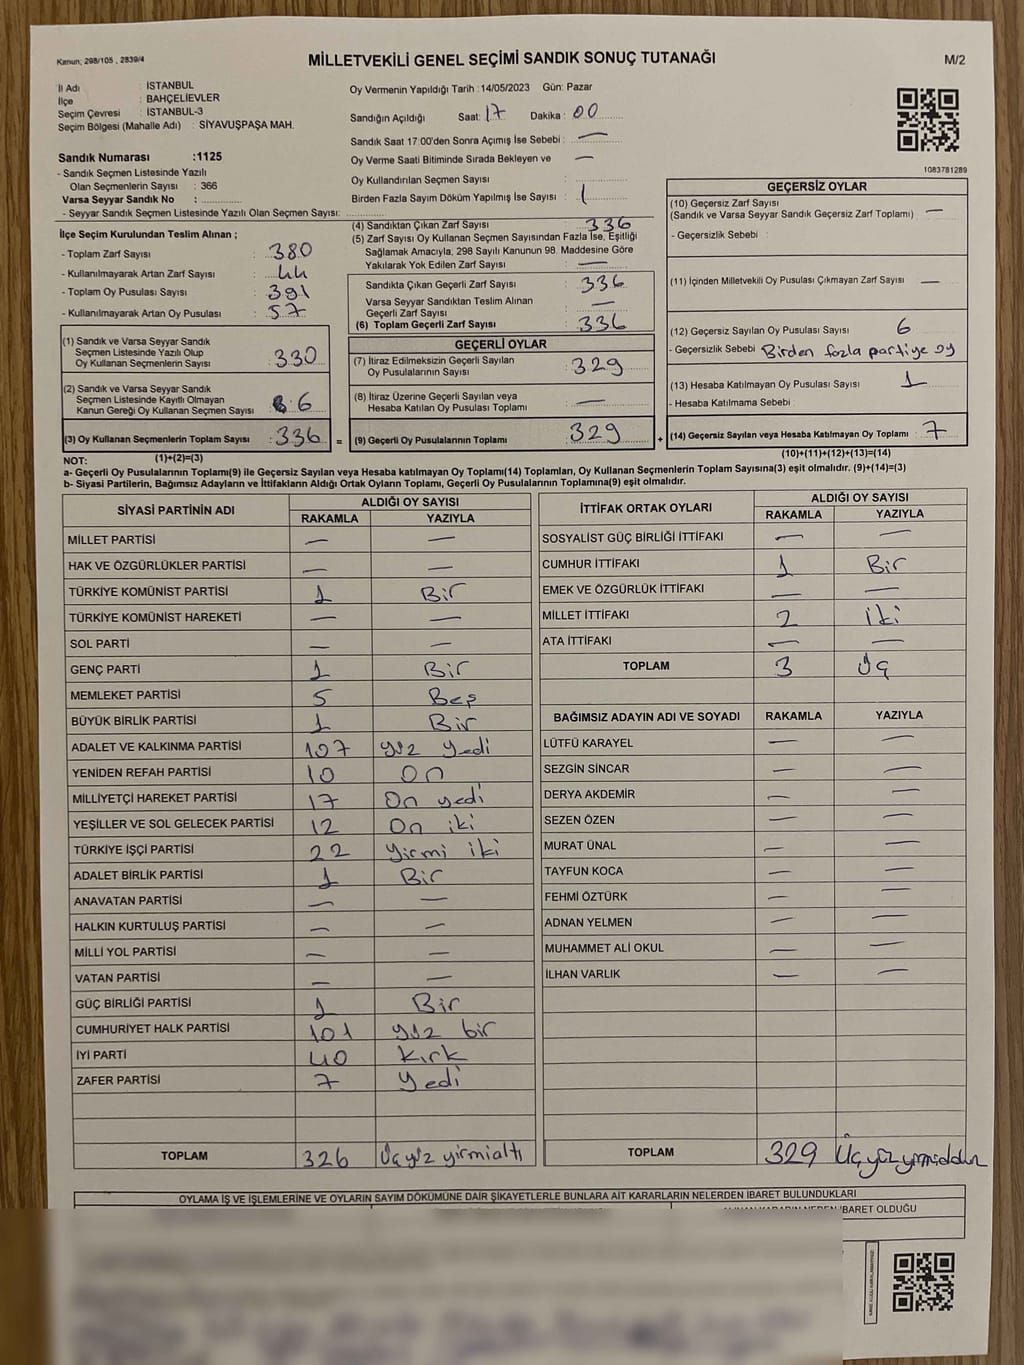 Kanun; 298/105 , 2839/4
MİLLETVEKİLİ GENEL SEÇİMİ SANDIK SONUÇ TUTANAĞI
M/2
İl Adı : İSTANBUL
İlçe : BAHÇELİEVLER
Seçim Çevresi : İSTANBUL-3
Seçim Bölgesi (Mahalle Adı) : SİYAVUŞPAŞA MAH.
Sandık Numarası :1125
- Sandık Seçmen Listesinde Yazılı
Olan Seçmenlerin Sayısı : 366
Varsa Seyyar Sandık No :
- Seyyar Sandık Seçmen Listesinde Yazılı Olan Seçmen Sayısı:
Oy Vermenin Yapıldığı Tarih :14/05/2023 Gün: Pazar
Sandığın Açıldığı Saat: 17 Dakika : 00
Sandık Saat 17:00'den Sonra Açımış İse Sebebi : —
Oy Verme Saati Bitiminde Sırada Bekleyen ve —
Oy Kullandırılan Seçmen Sayısı :
Birden Fazla Sayım Döküm Yapılmış İse Sayısı :
1083781289
İlçe Seçim Kurulundan Teslim Alınan ;
- Toplam Zarf Sayısı : 380
- Kullanılmayarak Artan Zarf Sayısı : 44
- Toplam Oy Pusulası Sayısı : 391
- Kullanılmayarak Artan Oy Pusulası : 57
(1) Sandık ve Varsa Seyyar Sandık
Seçmen Listesinde Yazılı Olup
Oy Kullanan Seçmenlerin Sayısı : 330
(2) Sandık ve Varsa Seyyar Sandık
Seçmen Listesinde Kayıtlı Olmayan
Kanun Gereği Oy Kullanan Seçmen Sayısı : 6
(3) Oy Kullanan Seçmenlerin Toplam Sayısı : 336 =
(1)+(2)=(3)
(4) Sandıktan Çıkan Zarf Sayısı : 336
(5) Zarf Sayısı Oy Kullanan Seçmen Sayısından Fazla İse, Eşitliği
Sağlamak Amacıyla, 298 Sayılı Kanunun 98. Maddesine Göre
Yakılarak Yok Edilen Zarf Sayısı : —
Sandıkla Çıkan Geçerli Zarf Sayısı : 336
Varsa Seyyar Sandıktan Teslim Alınan
Geçerli Zarf Sayısı : —
(6) Toplam Geçerli Zarf Sayısı : 336
GEÇERLİ OYLAR
(7) İtiraz Edilmeksizin Geçerli Sayılan
Oy Pusulalarının Sayısı : 329
(8) İtiraz Üzerine Geçerli Sayılan veya
Hesaba Katılan Oy Pusulası Toplamı : —
(9) Geçerli Oy Pusulalarının Toplamı : 329 +
GEÇERSİZ OYLAR
(10) Geçersiz Zarf Sayısı
(Sandık ve Varsa Seyyar Sandık Geçersiz Zarf Toplamı) : —
- Geçersizlik Sebebi :
(11) İçinden Milletvekili Oy Pusulası Çıkmayan Zarf Sayısı : —
(12) Geçersiz Sayılan Oy Pusulası Sayısı : 6
- Geçersizlik Sebebi : Birden fazla partiye oy
(13) Hesaba Katılmayan Oy Pusulası Sayısı : 1
- Hesaba Katılmama Sebebi :
(14) Geçersiz Sayılan veya Hesaba Katılmayan Oy Toplamı : 7
(10)+(11)+(12)+(13)=(14)
NOT:
a- Geçerli Oy Pusulalarının Toplamı(9) ile Geçersiz Sayılan veya Hesaba katılmayan Oy Toplamı(14) Toplamları, Oy Kullanan Seçmenlerin Toplam Sayısına(3) eşit olmalıdır. (9)+(14)=(3)
b- Siyasi Partilerin, Bağımsız Adayların ve İttifakların Aldığı Ortak Oyların Toplamı, Geçerli Oy Pusulalarının Toplamına(9) eşit olmalıdır.
SİYASİ PARTİNİN ADI ALDIĞI OY SAYISI
RAKAMLA YAZIYLA
MİLLET PARTİSİ — —
HAK VE ÖZGÜRLÜKLER PARTİSİ — —
TÜRKİYE KOMÜNİST PARTİSİ 1 Bir
TÜRKİYE KOMÜNİST HAREKETİ — —
SOL PARTİ — —
GENÇ PARTİ 1 Bir
MEMLEKET PARTİSİ 5 Beş
BÜYÜK BİRLİK PARTİSİ 1 Bir
ADALET VE KALKINMA PARTİSİ 107 yüz yedi
YENİDEN REFAH PARTİSİ 10 On
MİLLİYETÇİ HAREKET PARTİSİ 17 On yedi
YEŞİLLER VE SOL GELECEK PARTİSİ 12 On iki
TÜRKİYE İŞÇİ PARTİSİ 22 yirmi iki
ADALET BİRLİK PARTİSİ 1 Bir
ANAVATAN PARTİSİ — —
HALKIN KURTULUŞ PARTİSİ — —
MİLLİ YOL PARTİSİ — —
VATAN PARTİSİ — —
GÜÇ BİRLİĞİ PARTİSİ 1 Bir
CUMHURİYET HALK PARTİSİ 101 yüz bir
İYİ PARTİ 40 Kırk
ZAFER PARTİSİ 7 Yedi
TOPLAM 326 Üçyüz yirmialtı
İTTİFAK ORTAK OYLARI ALDIĞI OY SAYISI
RAKAMLA YAZIYLA
SOSYALİST GÜÇ BİRLİĞİ İTTİFAKI — —
CUMHUR İTTİFAKI 1 Bir
EMEK VE ÖZGÜRLÜK İTTİFAKI — —
MİLLET İTTİFAKI 2 İki
ATA İTTİFAKI — —
TOPLAM 3 Üç
BAĞIMSIZ ADAYIN ADI VE SOYADI RAKAMLA YAZIYLA
LÜTFÜ KARAYEL — —
SEZGİN SİNCAR — —
DERYA AKDEMİR — —
SEZEN ÖZEN — —
MURAT ÜNAL — —
TAYFUN KOCA — —
FEHMİ ÖZTÜRK — —
ADNAN YELMEN — —
MUHAMMET ALİ OKUL — —
İLHAN VARLIK — —
TOPLAM 329 Üçyüzyirmidokuz
OYLAMA İŞ VE İŞLEMLERİNE VE OYLARIN SAYIM DÖKÜMÜNE DAİR ŞİKAYETLERLE BUNLARA AİT KARARLARIN NELERDEN İBARET BULUNDUKLARI
İBARET OLDUĞU